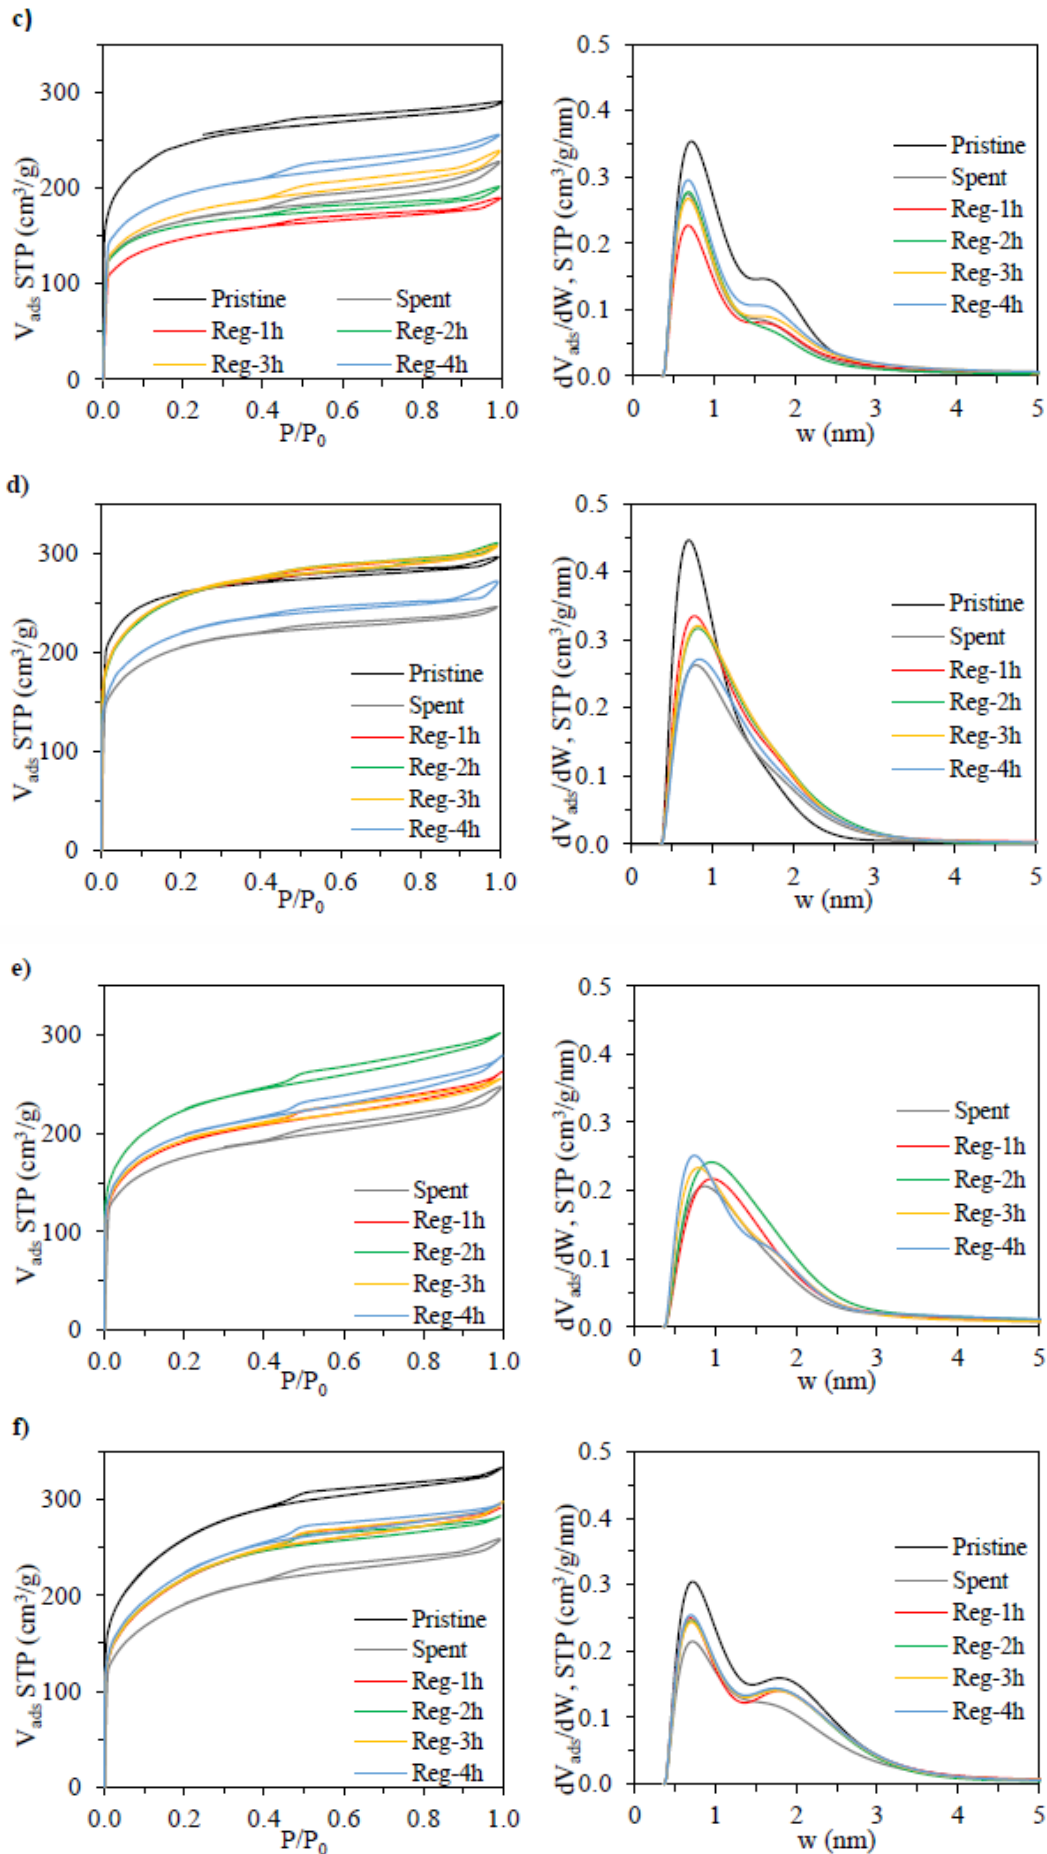 c)
V_ads STP (cm³/g)
300
200
100
0
Pristine
Spent
Reg-1h
Reg-2h
Reg-3h
Reg-4h
0.0 0.2 0.4 0.6 0.8 1.0
P/P₀
dV_ads/dW, STP (cm³/g/nm)
0.5
0.4
0.3
0.2
0.1
0.0
Pristine
Spent
Reg-1h
Reg-2h
Reg-3h
Reg-4h
0 1 2 3 4 5
w (nm)
d)
V_ads STP (cm³/g)
300
200
100
0
Pristine
Spent
Reg-1h
Reg-2h
Reg-3h
Reg-4h
0.0 0.2 0.4 0.6 0.8 1.0
P/P₀
dV_ads/dW, STP (cm³/g/nm)
0.5
0.4
0.3
0.2
0.1
0.0
Pristine
Spent
Reg-1h
Reg-2h
Reg-3h
Reg-4h
0 1 2 3 4 5
w (nm)
e)
V_ads STP (cm³/g)
300
200
100
0
Spent
Reg-1h
Reg-2h
Reg-3h
Reg-4h
0.0 0.2 0.4 0.6 0.8 1.0
P/P₀
dV_ads/dW, STP (cm³/g/nm)
0.5
0.4
0.3
0.2
0.1
0.0
Spent
Reg-1h
Reg-2h
Reg-3h
Reg-4h
0 1 2 3 4 5
w (nm)
f)
V_ads STP (cm³/g)
300
200
100
0
Pristine
Spent
Reg-1h
Reg-2h
Reg-3h
Reg-4h
0.0 0.2 0.4 0.6 0.8 1.0
P/P₀
dV_ads/dW, STP (cm³/g/nm)
0.5
0.4
0.3
0.2
0.1
0.0
Pristine
Spent
Reg-1h
Reg-2h
Reg-3h
Reg-4h
0 1 2 3 4 5
w (nm)